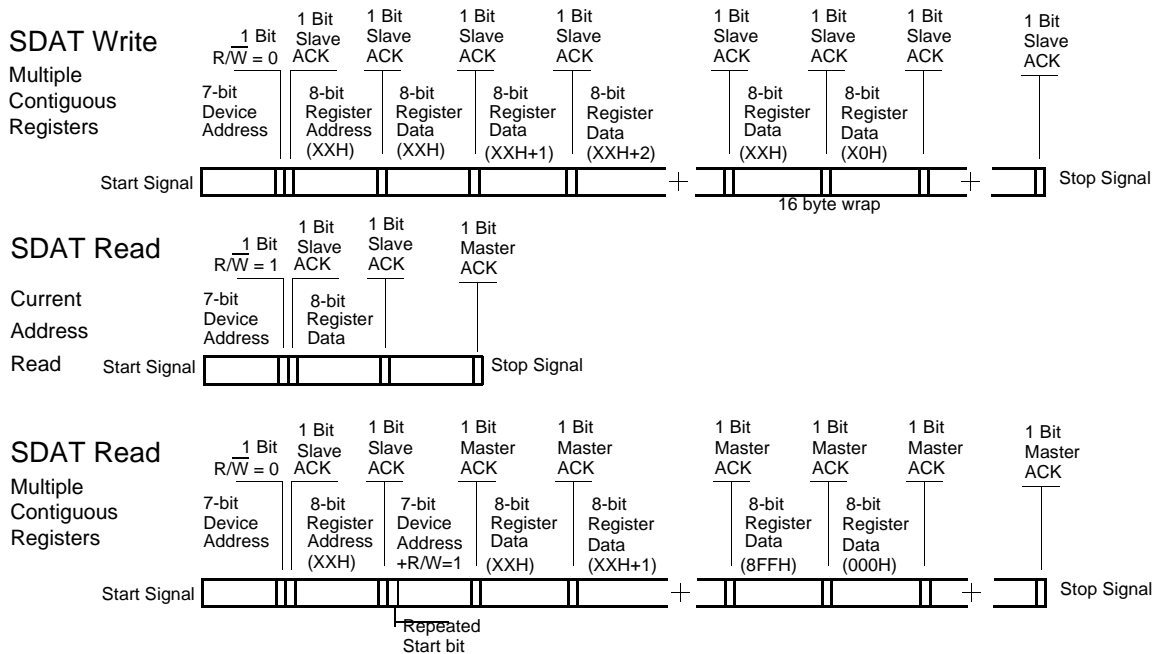 SDAT Write
Multiple
Contiguous
Registers
1 Bit
R/W = 0
1 Bit
Slave
ACK
1 Bit
Slave
ACK
1 Bit
Slave
ACK
1 Bit
Slave
ACK
1 Bit
Slave
ACK
1 Bit
Slave
ACK
1 Bit
Slave
ACK
1 Bit
Slave
ACK
7-bit
Device
Address
8-bit
Register
Address
(XXH)
8-bit
Register
Data
(XXH)
8-bit
Register
Data
(XXH+1)
8-bit
Register
Data
(XXH+2)
8-bit
Register
Data
(XXH)
8-bit
Register
Data
(X0H)
Start Signal
Stop Signal
16 byte wrap
SDAT Read
Current
Address
Read
1 Bit
R/W = 1
1 Bit
Slave
ACK
1 Bit
Slave
ACK
1 Bit
Master
ACK
7-bit
Device
Address
8-bit
Register
Data
Start Signal
Stop Signal
SDAT Read
Multiple
Contiguous
Registers
1 Bit
R/W = 0
1 Bit
Slave
ACK
1 Bit
Slave
ACK
1 Bit
Master
ACK
1 Bit
Master
ACK
1 Bit
Master
ACK
1 Bit
Master
ACK
1 Bit
Master
ACK
1 Bit
Master
ACK
7-bit
Device
Address
8-bit
Register
Address
(XXH)
7-bit
Device
Address
+R/W=1
8-bit
Register
Data
(XXH)
8-bit
Register
Data
(XXH+1)
8-bit
Register
Data
(8FFH)
8-bit
Register
Data
(000H)
Start Signal
Stop Signal
Repeated
Start bit